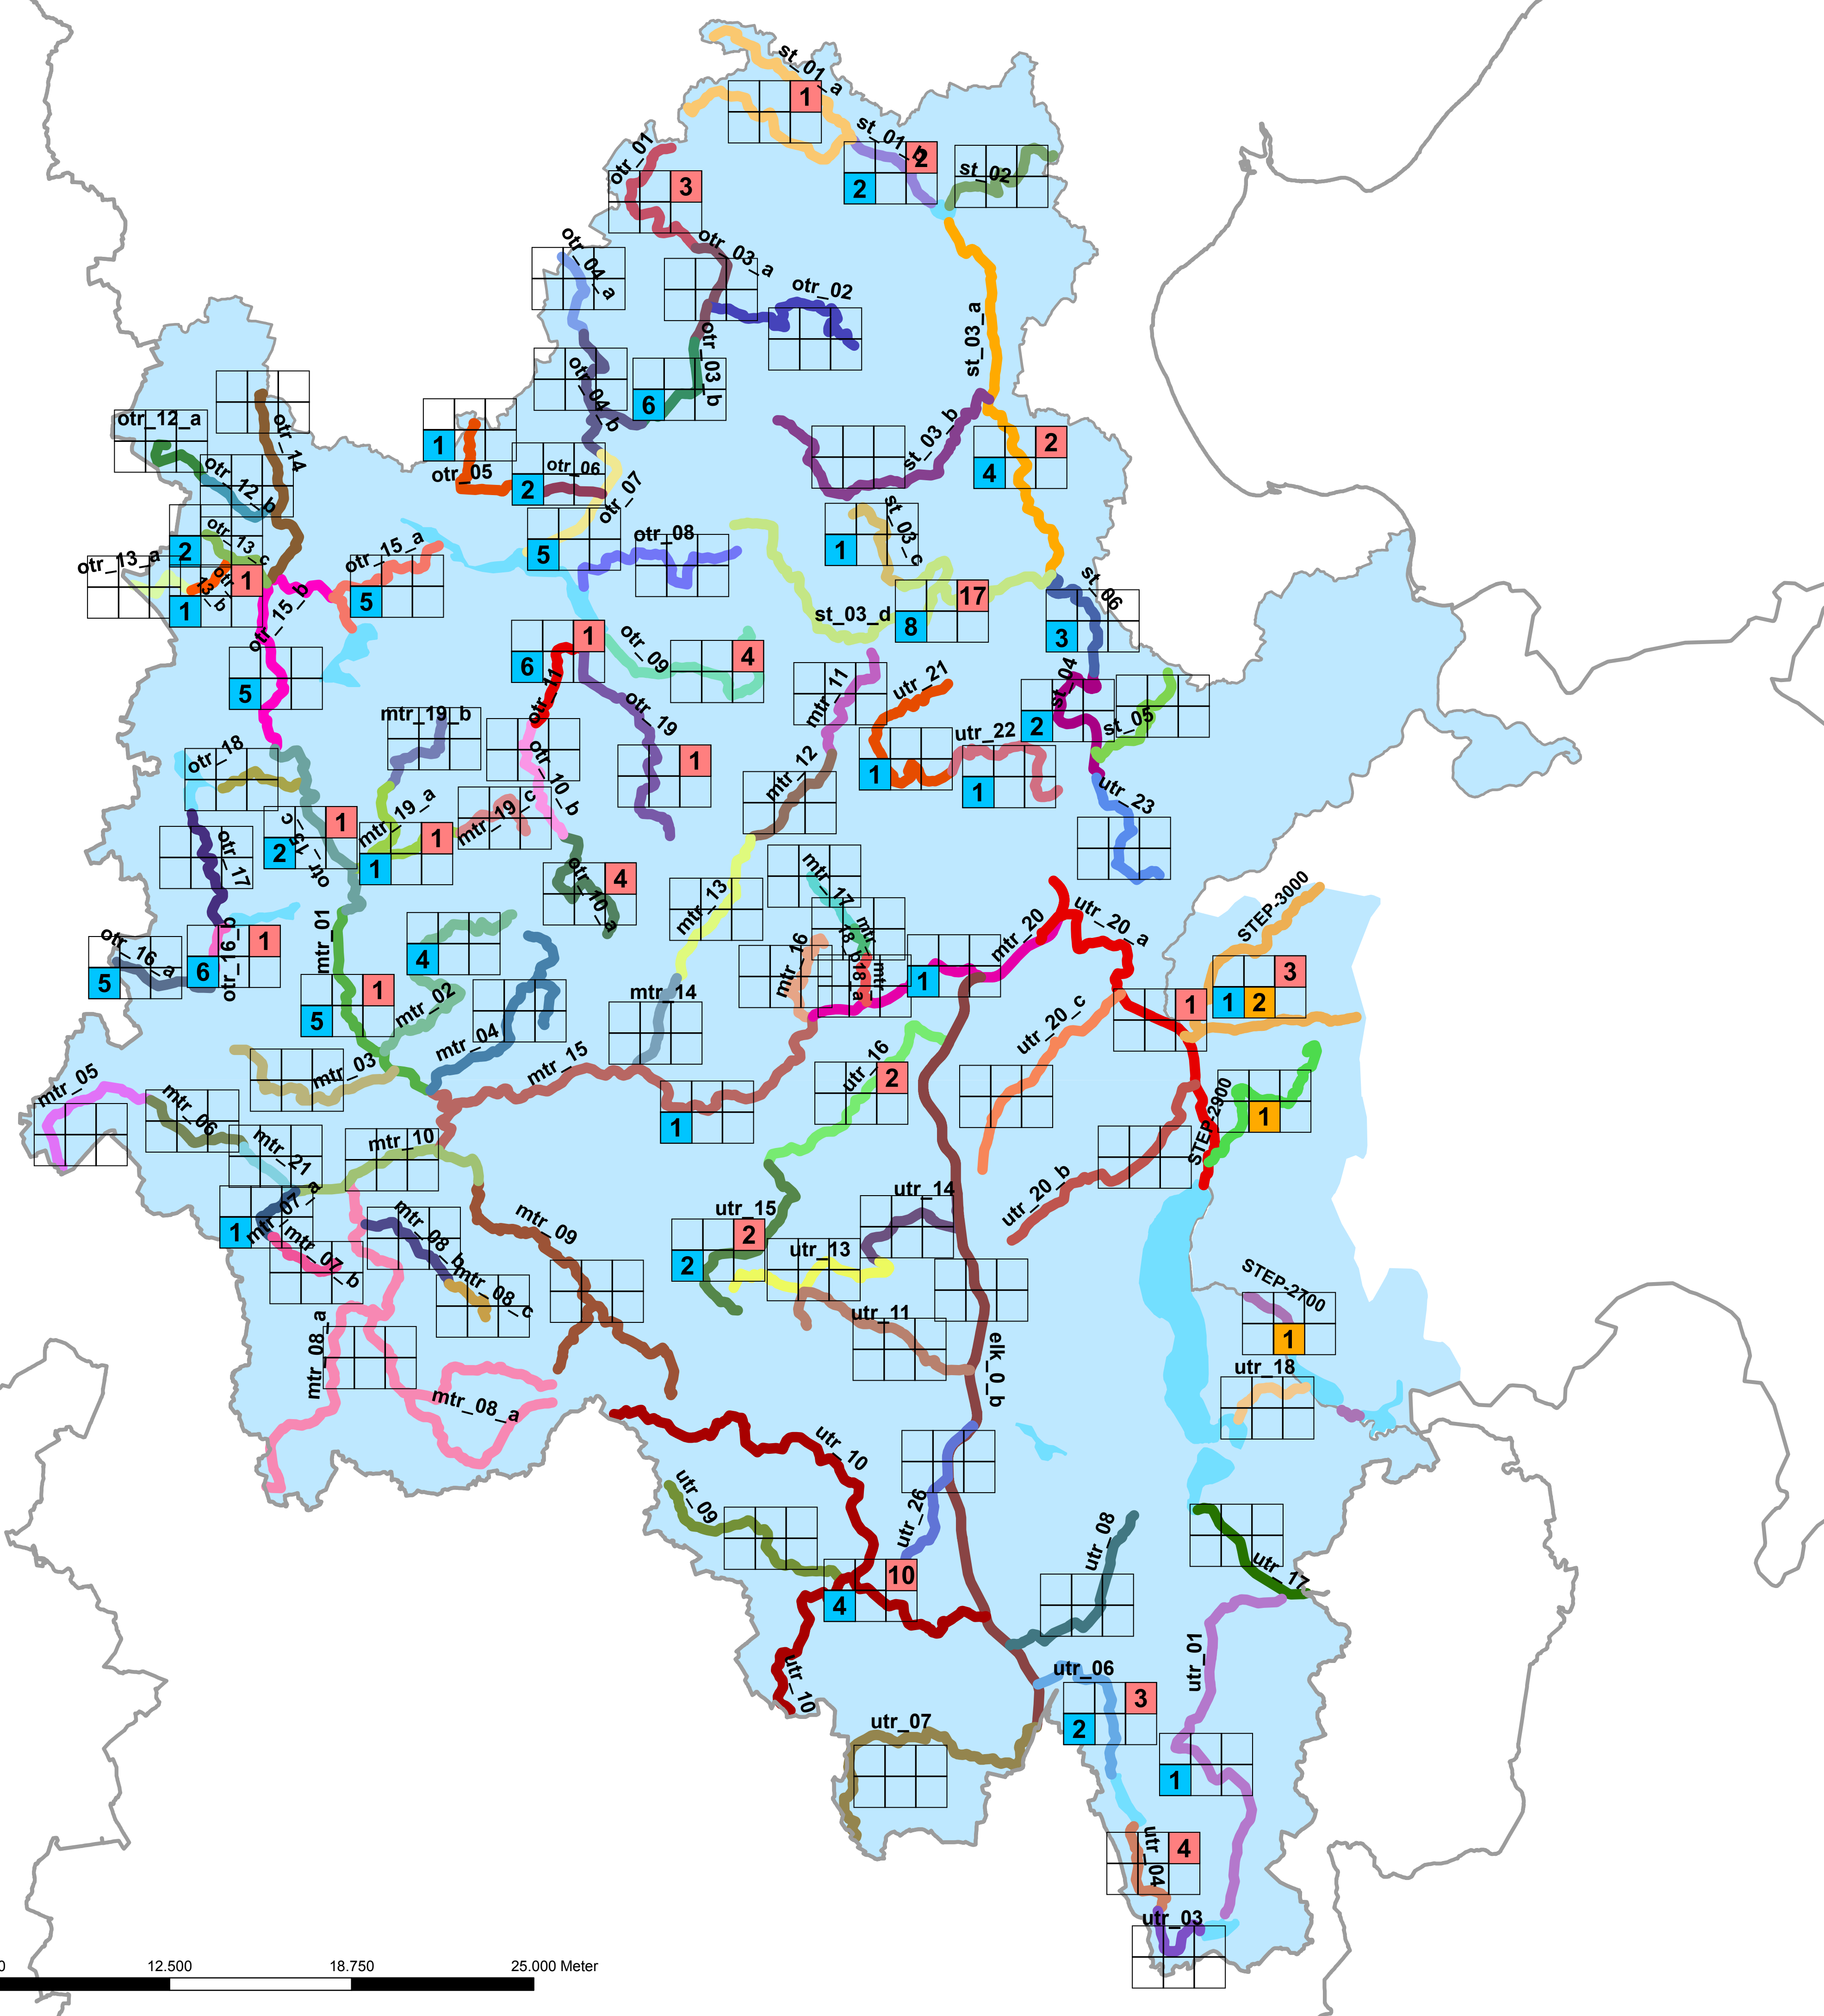 st_01_a
1
st_01_b
2
2
st_02
otr_01
3
otr_03_a
otr_04_a
otr_02
st_03_a
otr_03_b
6
otr_04_b
otr_12_a
otr_14
1
otr_05
otr_06
2
otr_07
5
st_03_b
2
4
otr_12_b
otr_13_c
2
otr_13_a
otr_13_b
1
1
otr_15_a
5
otr_15_b
5
otr_08
st_03_c
1
st_03_d
17
8
st_06
3
1
6
otr_09
4
otr_11
otr_19
1
mtr_11
utr_21
1
st_04
2
st_05
mtr_19_b
otr_18
otr_10_b
mtr_12
utr_22
1
utr_23
otr_15_c
1
2
mtr_19_a
1
1
mtr_19_c
otr_17
otr_10_a
4
mtr_13
mtr_17
mtr_18_b
mtr_18_a
mtr_16
mtr_20
1
utr_20_a
STEP-3000
3
1
2
otr_16_a
5
otr_16_b
1
6
mtr_01
1
5
4
mtr_02
mtr_04
mtr_14
mtr_03
mtr_15
1
utr_16
2
utr_20_c
1
mtr_05
mtr_06
mtr_21
mtr_10
STEP-2900
1
utr_20_b
mtr_07_a
1
mtr_07_b
mtr_08_b
mtr_08_c
mtr_09
utr_15
2
2
utr_14
utr_13
utr_11
elk_0_b
STEP-2700
1
utr_18
mtr_08_a
mtr_08_a
utr_10
utr_09
utr_26
utr_08
utr_17
10
4
utr_10
utr_01
utr_06
3
2
utr_07
1
utr_04
4
utr_03
0 12.500 18.750 25.000 Meter